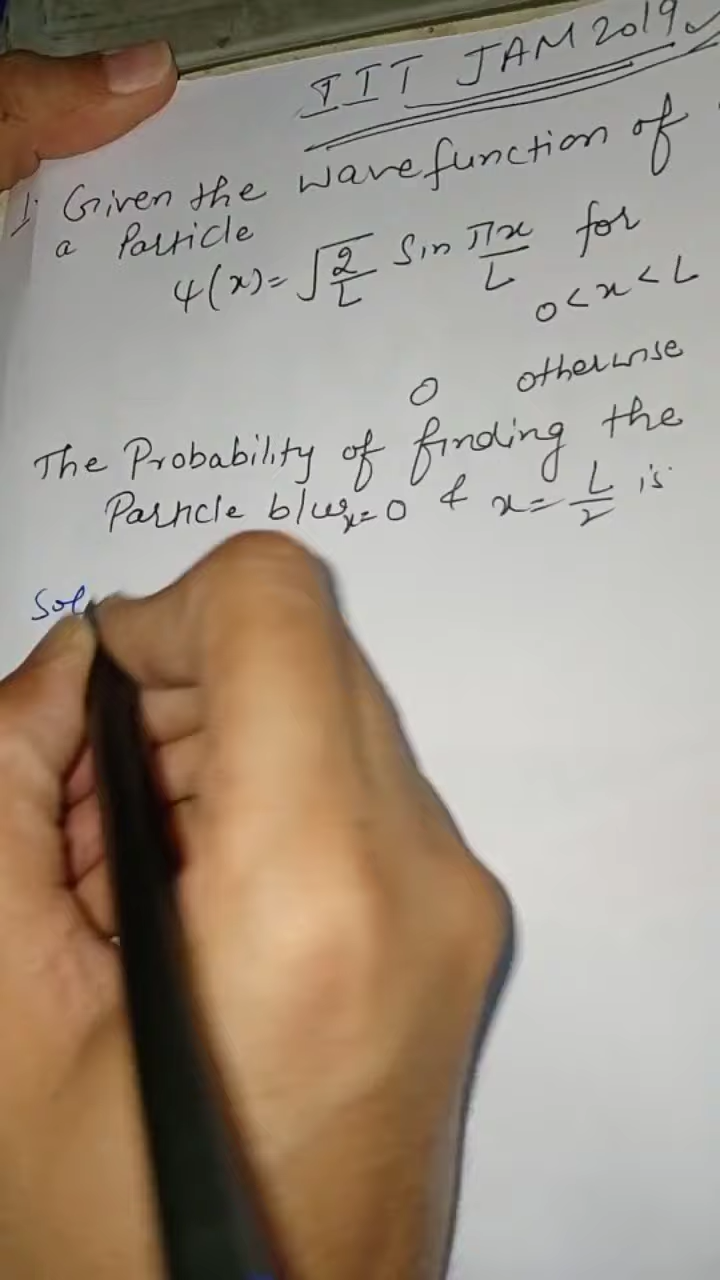 IIT JAM 2019
1. Given the wavefunction of
a Particle
ψ(x)= √2/L Sin πx/L for
0<x<L
0 otherwise
The Probability of finding the
Particle b/w x=0 & x= L/2 is
Sol